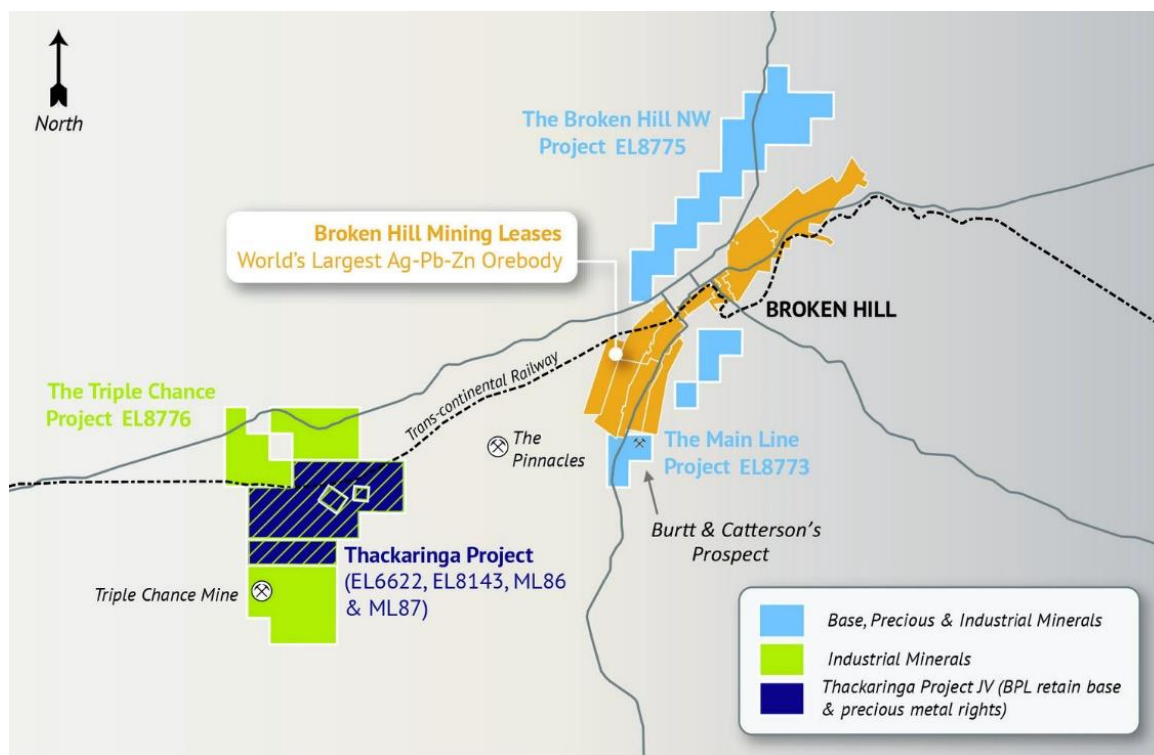 North
The Broken Hill NW
Project EL8775
Broken Hill Mining Leases
World's Largest Ag-Pb-Zn Orebody
BROKEN HILL
The Triple Chance
Project EL8776
Trans-continental Railway
The
Pinnacles
The Main Line
Project EL8773
Burtt & Catterson's
Prospect
Thackaringa Project
(EL6622, EL8143, ML86
& ML87)
Triple Chance Mine
Base, Precious & Industrial Minerals
Industrial Minerals
Thackaringa Project JV (BPL retain base
& precious metal rights)